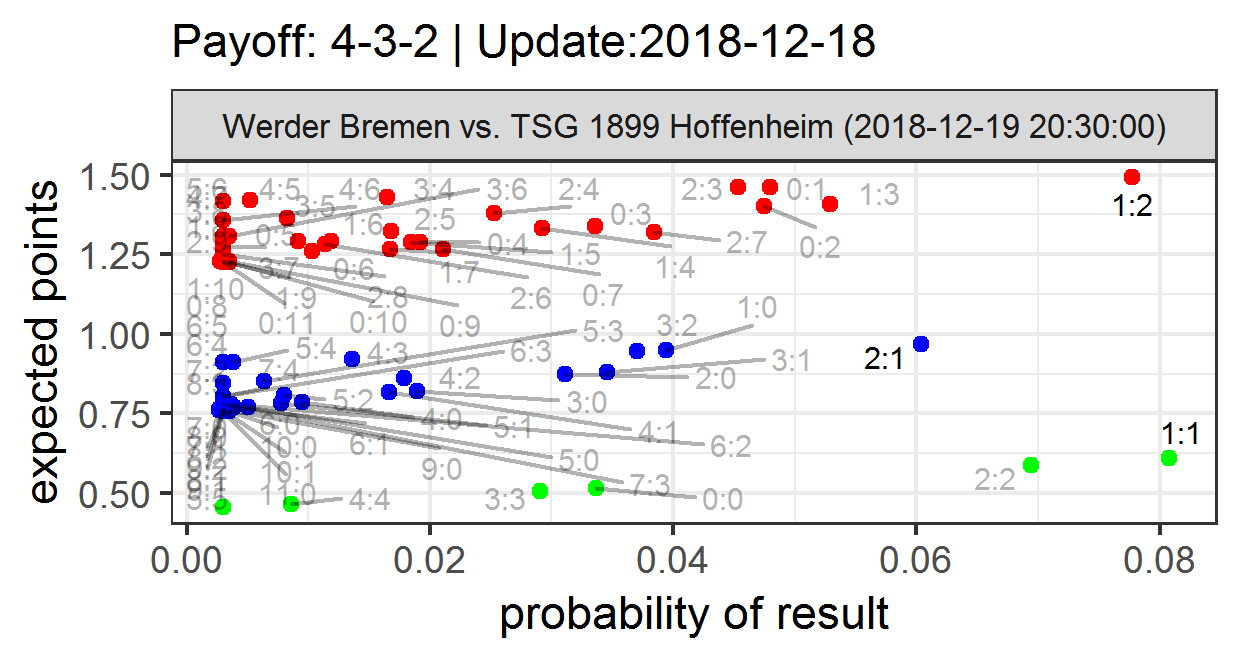 Payoff: 4-3-2 | Update:2018-12-18
Werder Bremen vs. TSG 1899 Hoffenheim (2018-12-19 20:30:00)
expected points
1.50
1.25
1.00
0.75
0.50
4:5 4:6 3:4 3:6 2:4 2:3 0:1 1:3
3:5 1:6 2:5 0:3 1:2
0:5 0:4 1:5 2:7 0:2
3:7 0:6 1:7 1:4
1:10 1:9 2:8 2:6 0:7
0:8 0:11 0:10 0:9 1:0
6:5 5:3 3:2
6:4 5:4 4:3 6:3 3:1 2:1
7:4 4:2 2:0
5:2 3:0
6:0 4:0 5:1 4:1 1:1
10:0 6:1 6:2
10:1 9:0 5:0 2:2
11:0 4:4 3:3 7:3 0:0
0.00 0.02 0.04 0.06 0.08
probability of result